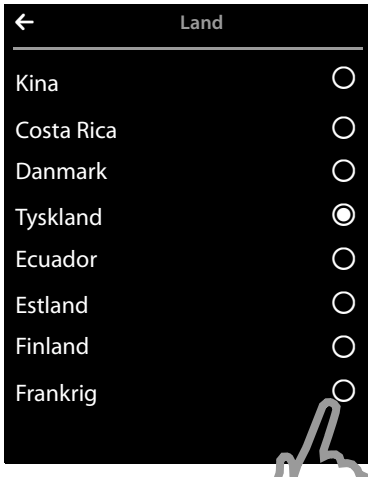 Land
Kina
Costa Rica
Danmark
Tyskland
Ecuador
Estland
Finland
Frankrig